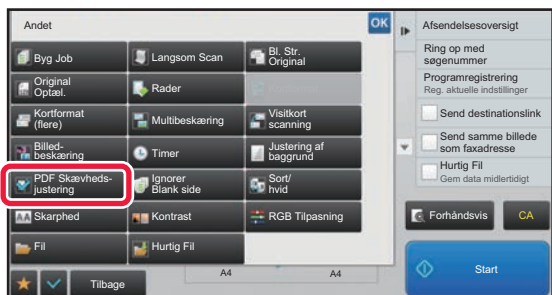 Andet
OK
Byg Job
Langsom Scan
Bl. Str.
Original
Original
Optæl.
Rader
Kortformat
(flere)
Multibeskæring
Visitkort
scanning
Billed-
beskæring
Timer
Justering af
baggrund
PDF Skævheds-
justering
Ignorer
Blank side
Sort/
hvid
AA Skarphed
Kontrast
RGB Tilpasning
Fil
Hurtig Fil
Tilbage
A4
A4
Afsendelsesoversigt
Ring op med
søgenummer
Programregistrering
Reg. aktuelle indstillinger
Send destinationslink
Send samme billede
som faxadresse
Hurtig Fil
Gem data midlertidigt
Forhåndsvis
CA
Start